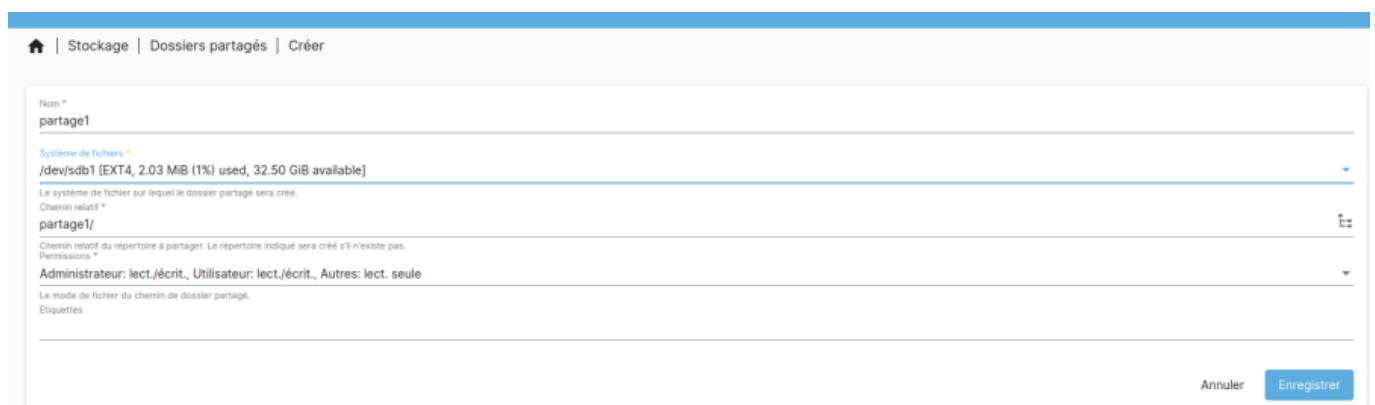 | Stockage | Dossiers partagés | Créer
Nom *
partage1
Système de fichiers *
/dev/sdb1 [EXT4, 2.03 MiB (1%) used, 32.50 GiB available]
Le système de fichier sur lequel le dossier partagé sera créé.
Chemin relatif *
partage1/
Chemin relatif du répertoire à partager. Le répertoire indiqué sera créé s'il n'existe pas.
Permissions *
Administrateur: lect./écrit., Utilisateur: lect./écrit., Autres: lect. seule
Le mode de fichier du chemin de dossier partagé.
Étiquettes
Annuler Enregistrer